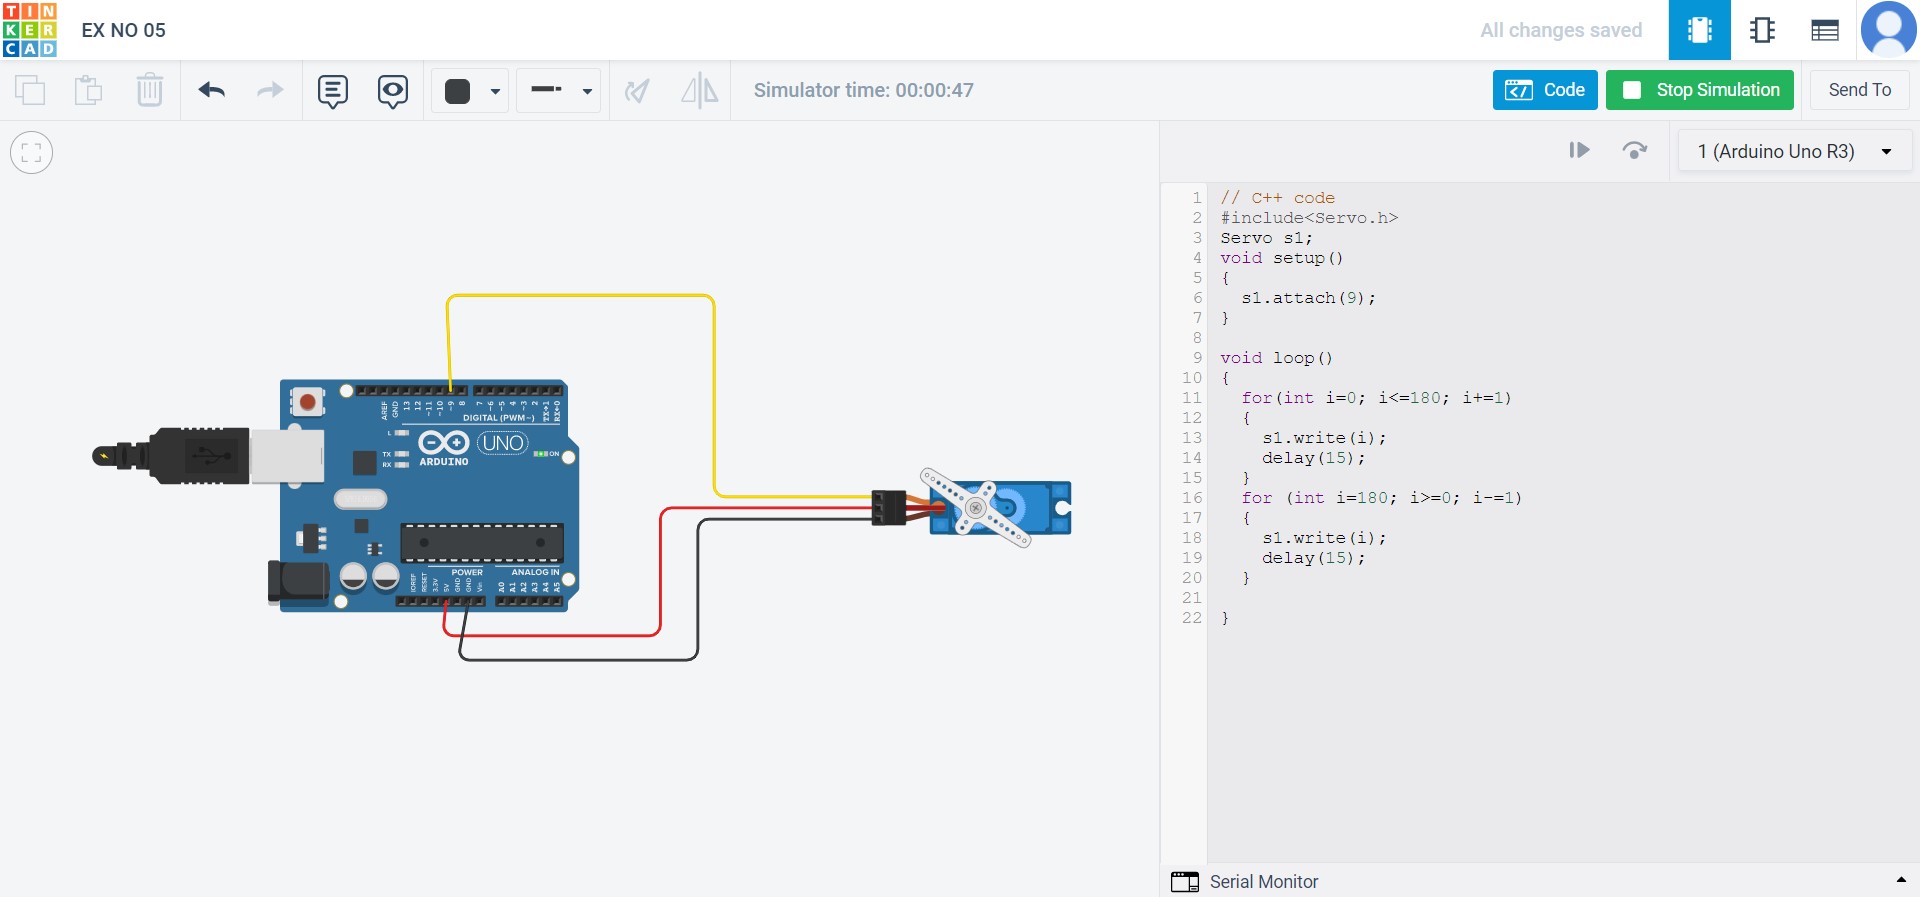 TIN
KER
CAD
EX NO 05
All changes saved
Simulator time: 00:00:47
Code
Stop Simulation
Send To
1 (Arduino Uno R3)
1 // C++ code
2 #include<Servo.h>
3 Servo s1;
4 void setup()
5 {
6 s1.attach(9);
7 }
8
9 void loop()
10 {
11 for(int i=0; i<=180; i+=1)
12 {
13 s1.write(i);
14 delay(15);
15 }
16 for (int i=180; i>=0; i-=1)
17 {
18 s1.write(i);
19 delay(15);
20 }
21
22 }
AREF GND 13 12 ~11 ~10 ~9 8 7 ~6 ~5 4 ~3 2 TX→1 RX←0
DIGITAL (PWM~)
L
TX
RX
UNO
ARDUINO
ON
POWER
ANALOG IN
IOREF RESET 3.3V 5V GND GND Vin A0 A1 A2 A3 A4 A5
Serial Monitor